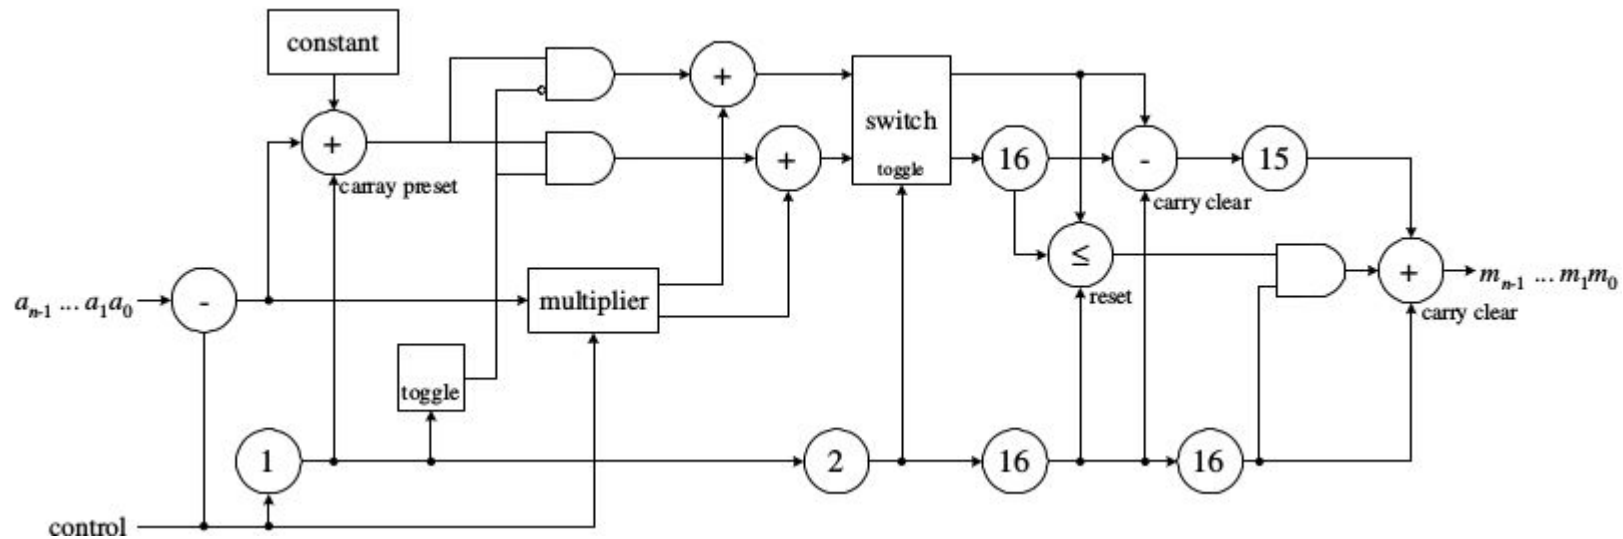 constant
+
+
switch
+
+
16
-
15
toggle
carray preset
carry clear
≤
a_{n-1} ... a_1a_0
-
multiplier
reset
+
m_{n-1} ... m_1m_0
carry clear
toggle
1
2
16
16
control